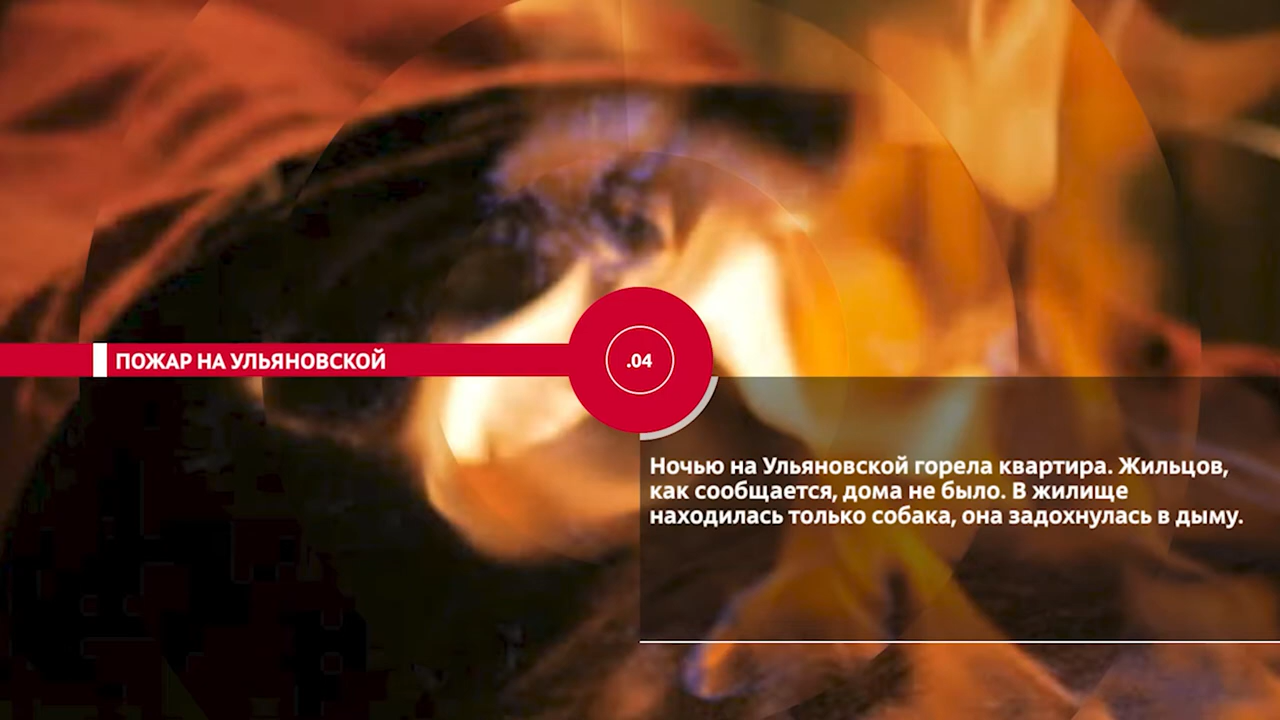 ПОЖАР НА УЛЬЯНОВСКОЙ
.04
Ночью на Ульяновской горела квартира. Жильцов,
как сообщается, дома не было. В жилище
находилась только собака, она задохнулась в дыму.